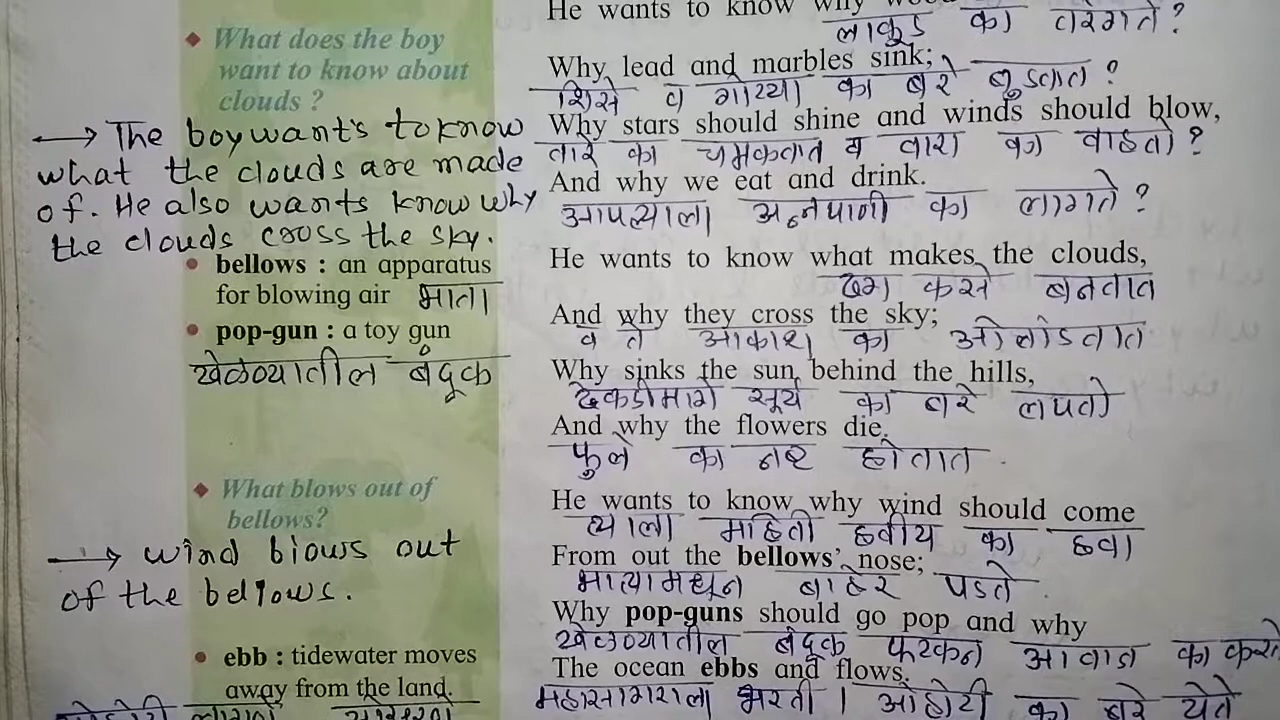 What does the boy
want to know about
clouds ?
→ The boy want's to know
what the clouds are made
of. He also wants know why
the clouds cross the sky.
bellows : an apparatus
for blowing air भाता
pop-gun : a toy gun
खेळण्यातील बंदूक
What blows out of
bellows?
→ wind blows out
of the bellows.
ebb : tidewater moves
away from the land.
He wants to know why
लाकूड का तरंगते ?
Why lead and marbles sink;
शिसे व गोट्या का बरे बुडतात ?
Why stars should shine and winds should blow,
तारे का चमकतात व वारा का वाहतो ?
And why we eat and drink.
आपल्याला अन्नपाणी का लागते ?
He wants to know what makes the clouds,
ढग कसे बनतात
And why they cross the sky;
व ते आकाश का ओलांडतात
Why sinks the sun behind the hills,
टेकडीमागे सूर्य का बरे लपतो
And why the flowers die.
फुले का नष्ट होतात .
He wants to know why wind should come
त्याला माहिती हवीय का हवा
From out the bellows' nose;
भात्यामधून बाहेर पडते .
Why pop-guns should go pop and why
खेळण्यातील बंदूक फटकन आवाज का करते
The ocean ebbs and flows.
महासागराला भरती । ओहोटी का बरे येते